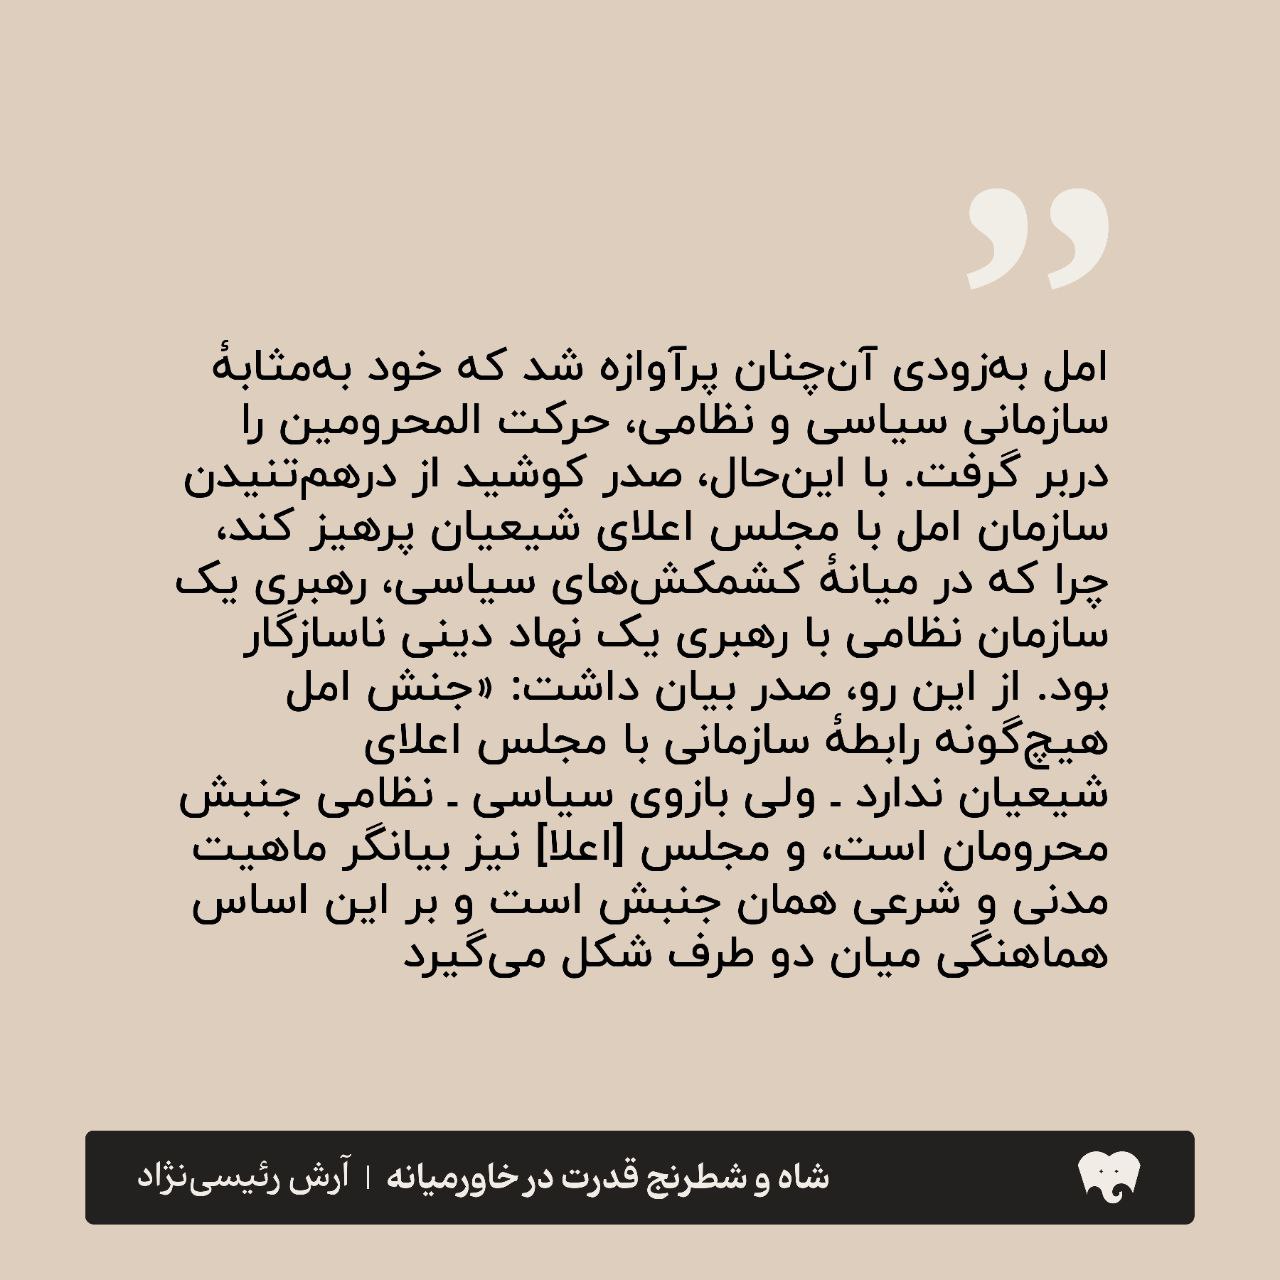 ”
امل به‌زودی آن‌چنان پرآوازه شد که خود به‌مثابهٔ
سازمانی سیاسی و نظامی، حرکت المحرومین را
دربر گرفت. با این‌حال، صدر کوشید از درهم‌تنیدن
سازمان امل با مجلس اعلای شیعیان پرهیز کند،
چرا که در میانهٔ کشمکش‌های سیاسی، رهبری یک
سازمان نظامی با رهبری یک نهاد دینی ناسازگار
بود. از این رو، صدر بیان داشت: «جنش امل
هیچ‌گونه رابطهٔ سازمانی با مجلس اعلای
شیعیان ندارد ـ ولی بازوی سیاسی ـ نظامی جنبش
محرومان است، و مجلس [اعلا] نیز بیانگر ماهیت
مدنی و شرعی همان جنبش است و بر این اساس
هماهنگی میان دو طرف شکل می‌گیرد
شاه و شطرنج قدرت در خاورمیانه | آرش رئیسی‌نژاد